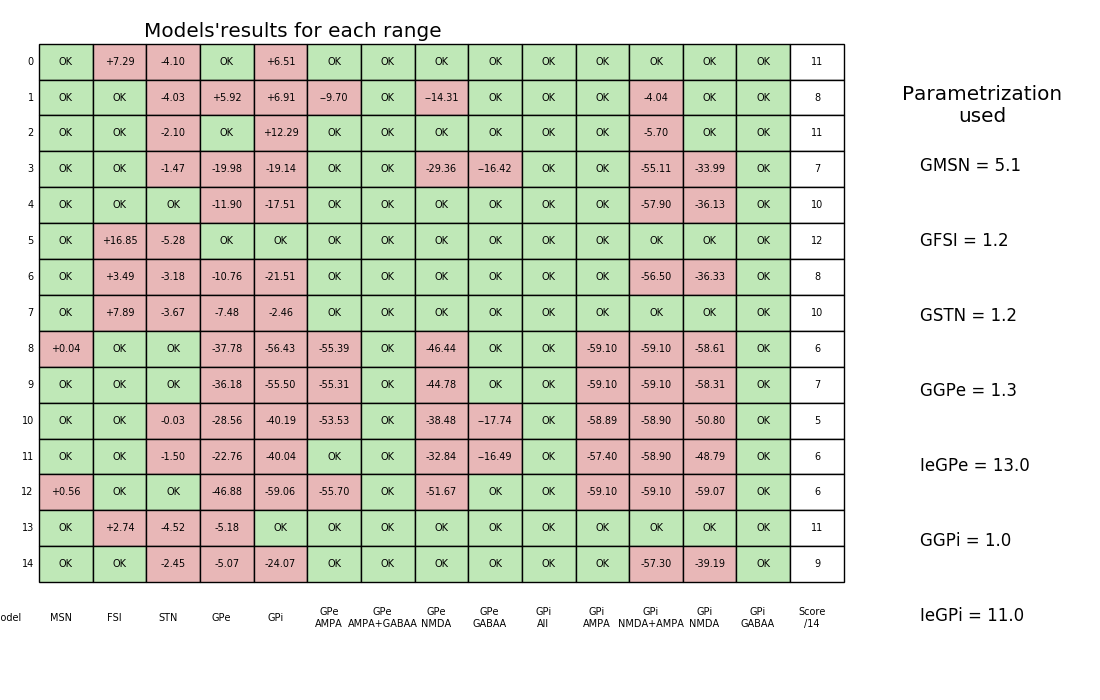 Models'results for each range
0 OK +7.29 -4.10 OK +6.51 OK OK OK OK OK OK OK OK OK 11
1 OK OK -4.03 +5.92 +6.91 --9.70 OK --14.31 OK OK OK -4.04 OK OK 8
2 OK OK -2.10 OK +12.29 OK OK OK OK OK OK -5.70 OK OK 11
3 OK OK -1.47 -19.98 -19.14 OK OK -29.36 --16.42 OK OK -55.11 -33.99 OK 7
4 OK OK OK -11.90 -17.51 OK OK OK OK OK OK -57.90 -36.13 OK 10
5 OK +16.85 -5.28 OK OK OK OK OK OK OK OK OK OK OK 12
6 OK +3.49 -3.18 -10.76 -21.51 OK OK OK OK OK OK -56.50 -36.33 OK 8
7 OK +7.89 -3.67 -7.48 -2.46 OK OK OK OK OK OK OK OK OK 10
8 +0.04 OK OK -37.78 -56.43 -55.39 OK -46.44 OK OK -59.10 -59.10 -58.61 OK 6
9 OK OK OK -36.18 -55.50 -55.31 OK -44.78 OK OK -59.10 -59.10 -58.31 OK 7
10 OK OK -0.03 -28.56 -40.19 -53.53 OK -38.48 --17.74 OK -58.89 -58.90 -50.80 OK 5
11 OK OK -1.50 -22.76 -40.04 OK OK -32.84 --16.49 OK -57.40 -58.90 -48.79 OK 6
12 +0.56 OK OK -46.88 -59.06 -55.70 OK -51.67 OK OK -59.10 -59.10 -59.07 OK 6
13 OK +2.74 -4.52 -5.18 OK OK OK OK OK OK OK OK OK OK 11
14 OK OK -2.45 -5.07 -24.07 OK OK OK OK OK OK -57.30 -39.19 OK 9
odel MSN FSI STN GPe GPi GPe GPe GPe GPe GPi GPi GPi GPi GPi Score
AMPA AMPA+GABAA NMDA GABAA All AMPA NMDA+AMPA NMDA GABAA /14
Parametrization
used
GMSN = 5.1
GFSI = 1.2
GSTN = 1.2
GGPe = 1.3
IeGPe = 13.0
GGPi = 1.0
IeGPi = 11.0